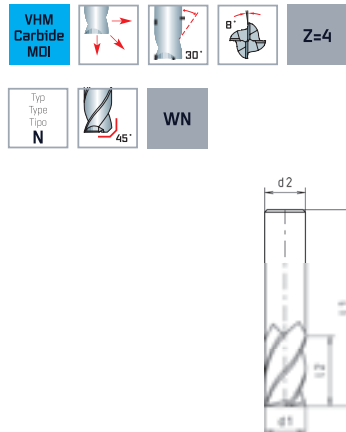 VHM
Carbide
MDI
30°
8°
Z=4
Typ
Type
Tipo
N
45°
WN
d2
l1
l2
d1